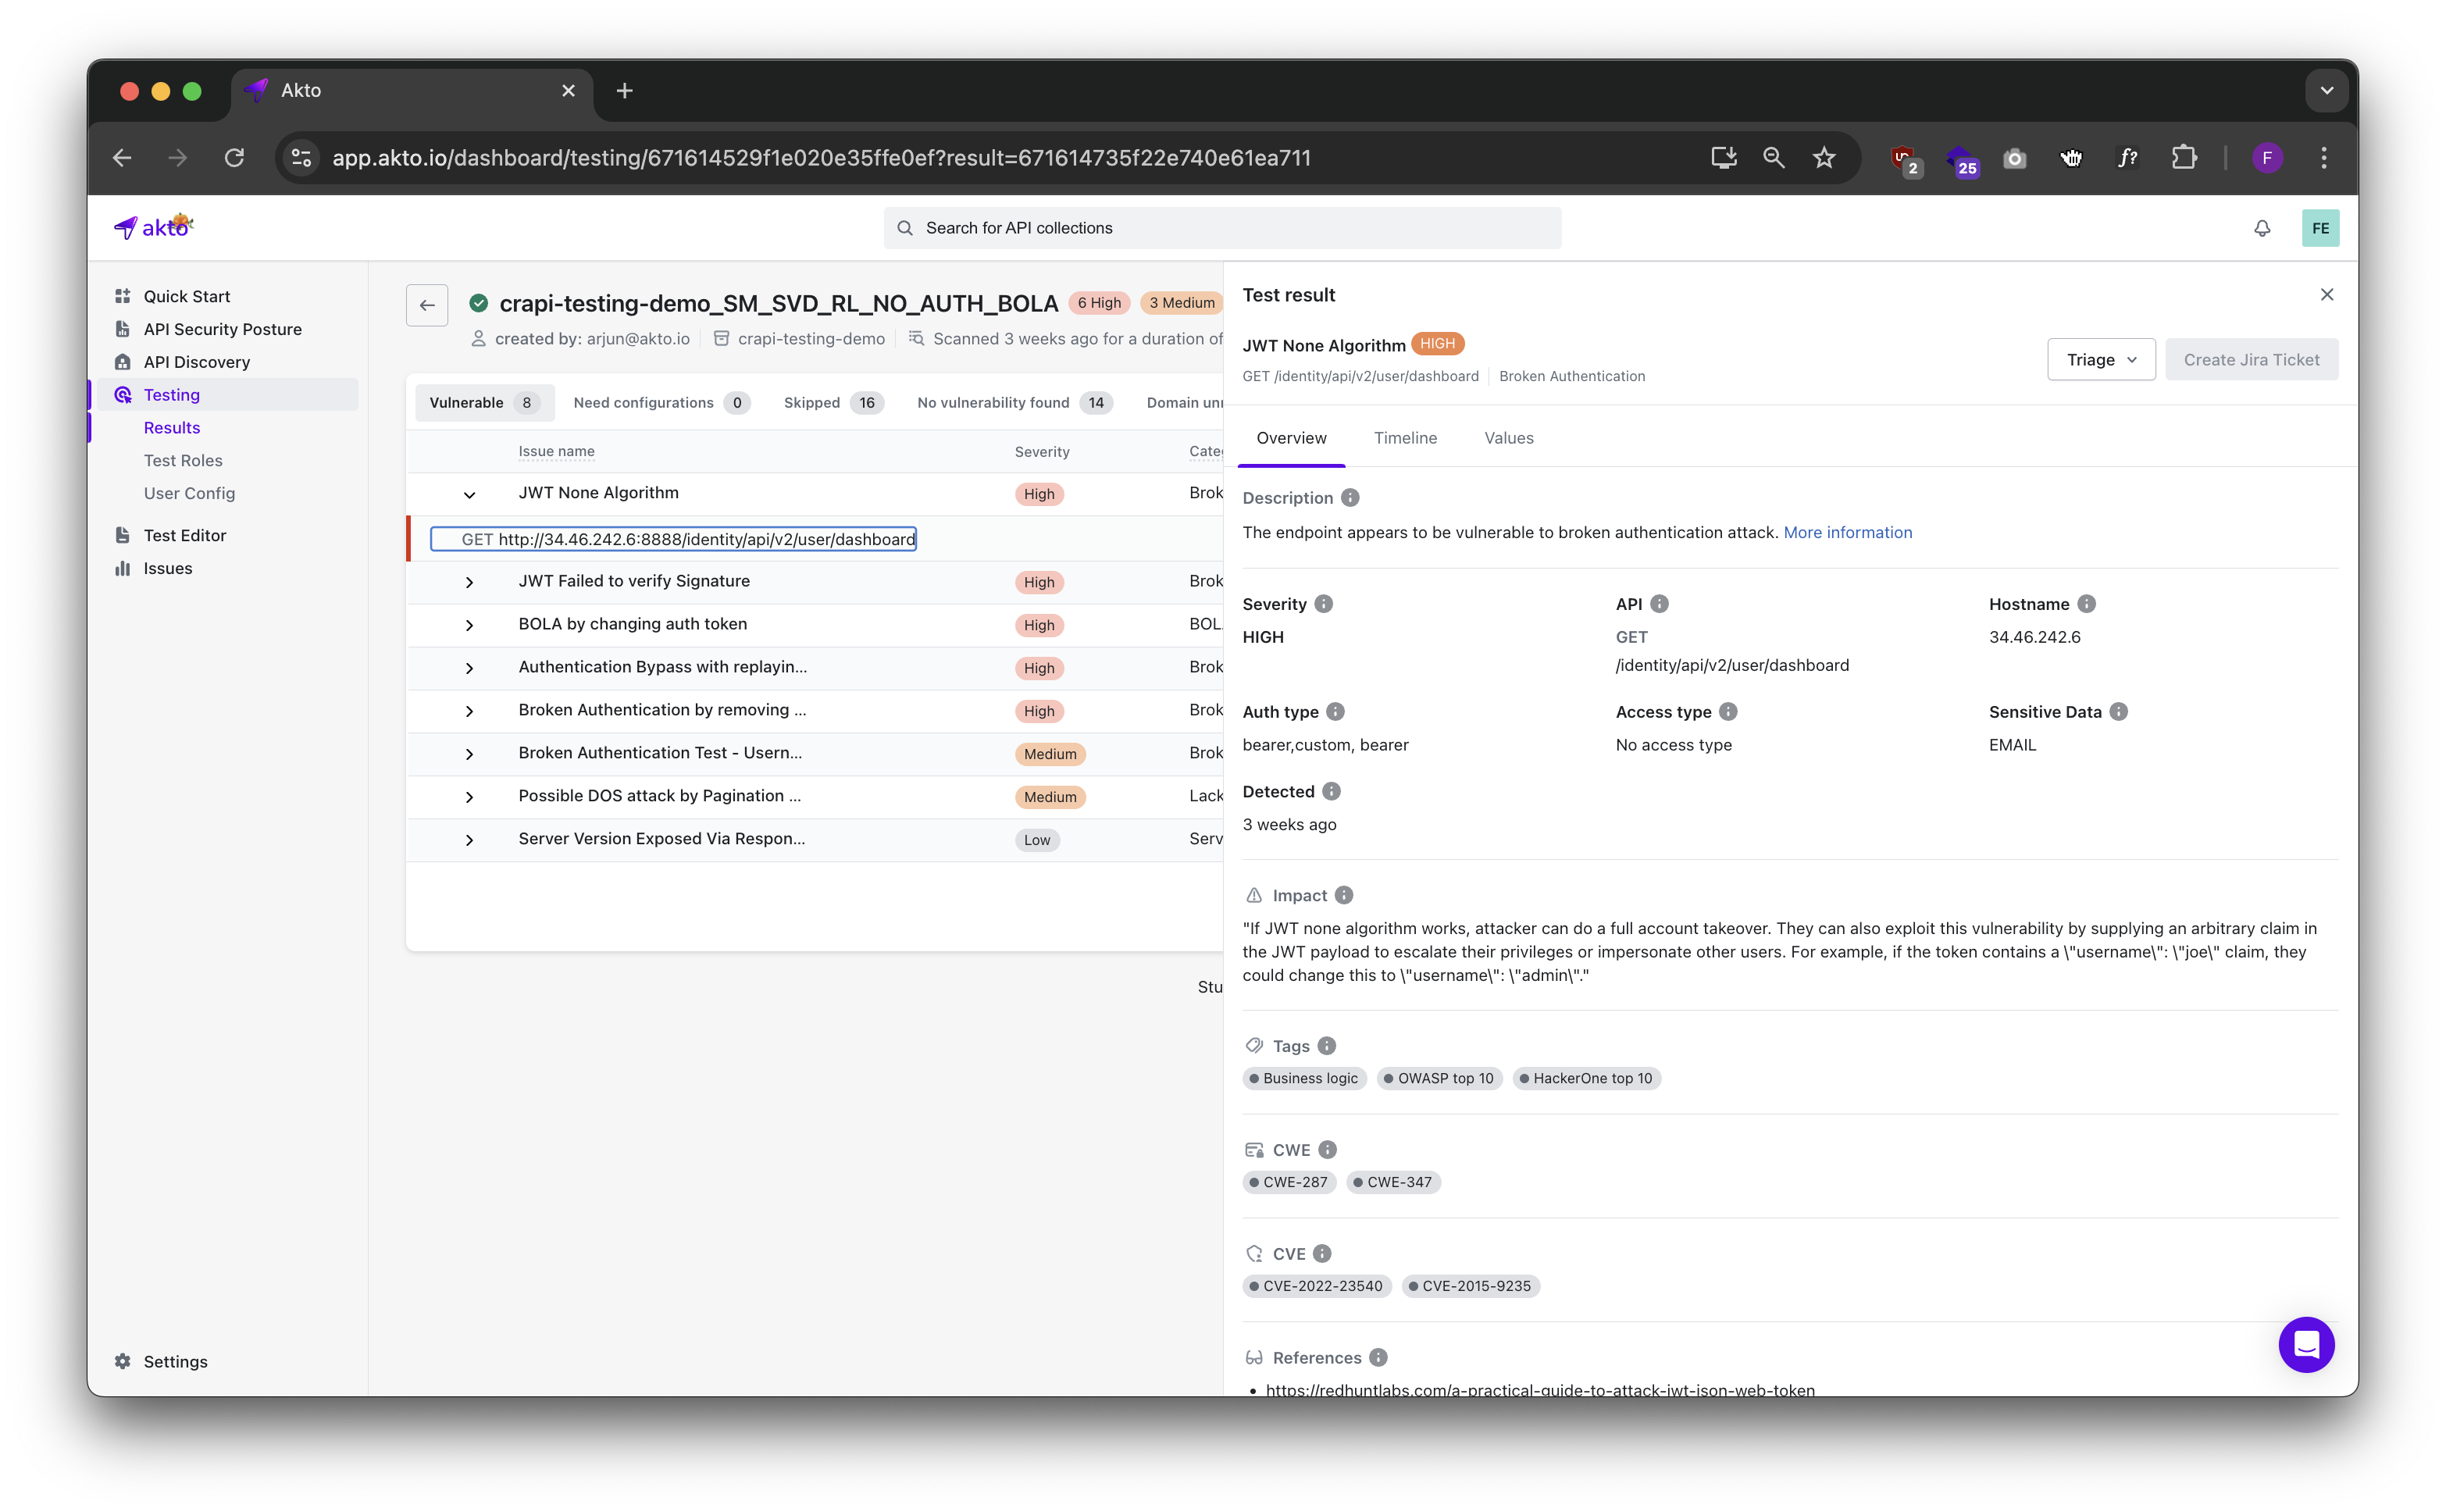 Akto
app.akto.io/dashboard/testing/671614529f1e020e35ffe0ef?result=671614735f22e740e61ea711
2
25
f?
F
akto
Search for API collections
FE
Quick Start
API Security Posture
API Discovery
Testing
Results
Test Roles
User Config
Test Editor
Issues
Settings
crapi-testing-demo_SM_SVD_RL_NO_AUTH_BOLA 6 High 3 Medium
created by: arjun@akto.io crapi-testing-demo Scanned 3 weeks ago for a duration of
Vulnerable 8 Need configurations 0 Skipped 16 No vulnerability found 14 Domain unr
Issue name Severity Categ
JWT None Algorithm High Brok
GET http://34.46.242.6:8888/identity/api/v2/user/dashboard
JWT Failed to verify Signature High Brok
BOLA by changing auth token High BOL
Authentication Bypass with replayin... High Brok
Broken Authentication by removing ... High Brok
Broken Authentication Test - Usern... Medium Brok
Possible DOS attack by Pagination ... Medium Lack
Server Version Exposed Via Respon... Low Serv
Stu
Test result
JWT None Algorithm HIGH
GET /identity/api/v2/user/dashboard Broken Authentication
Triage Create Jira Ticket
Overview Timeline Values
Description
The endpoint appears to be vulnerable to broken authentication attack. More information
Severity API Hostname
HIGH GET 34.46.242.6
/identity/api/v2/user/dashboard
Auth type Access type Sensitive Data
bearer,custom, bearer No access type EMAIL
Detected
3 weeks ago
Impact
"If JWT none algorithm works, attacker can do a full account takeover. They can also exploit this vulnerability by supplying an arbitrary claim in
the JWT payload to escalate their privileges or impersonate other users. For example, if the token contains a \"username\": \"joe\" claim, they
could change this to \"username\": \"admin\"."
Tags
Business logic OWASP top 10 HackerOne top 10
CWE
CWE-287 CWE-347
CVE
CVE-2022-23540 CVE-2015-9235
References
https://redhuntlabs.com/a-practical-guide-to-attack-jwt-json-web-token